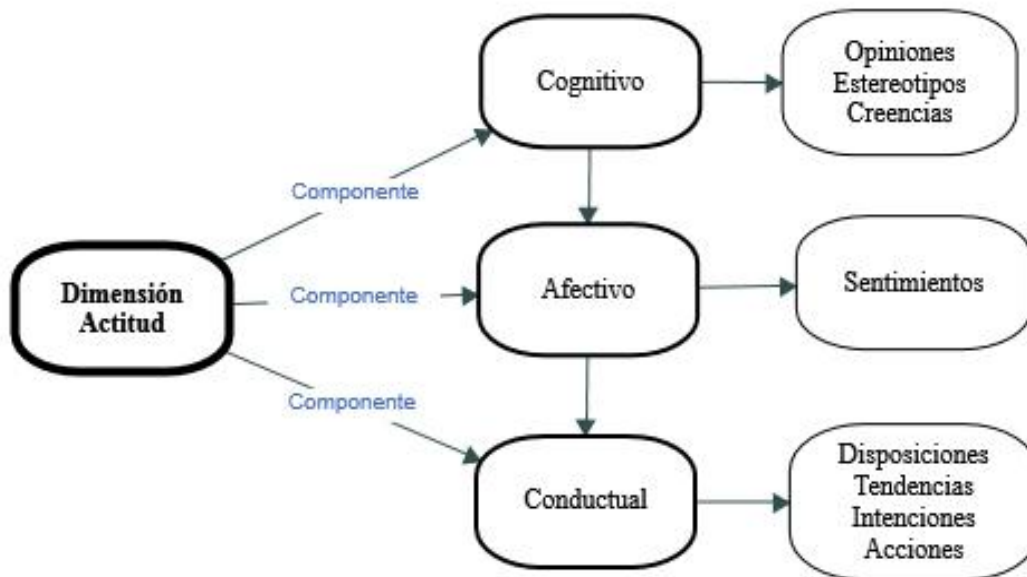 Cognitivo
Opiniones
Estereotipos
Creencias
Componente
Dimensión
Actitud
Componente
Afectivo
Sentimientos
Componente
Conductual
Disposiciones
Tendencias
Intenciones
Acciones